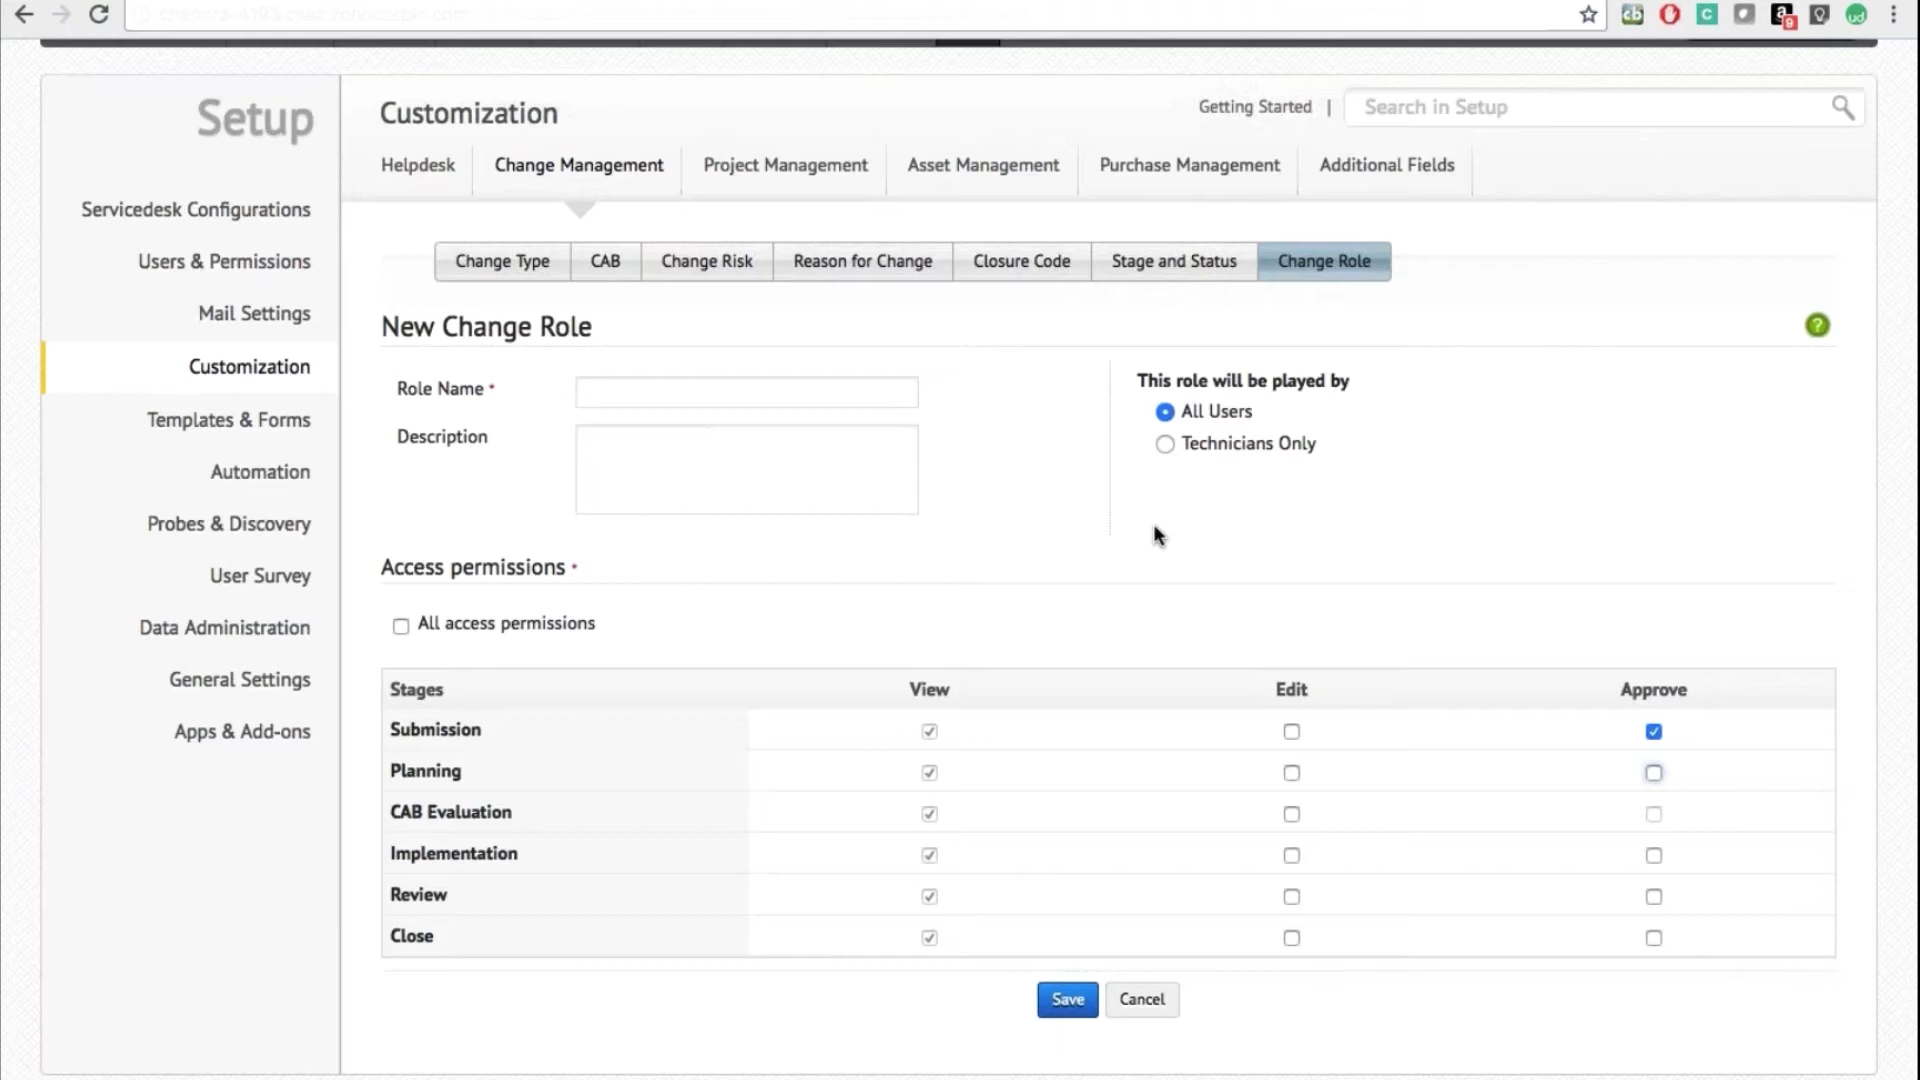 Setup
Customization
Getting Started |
Search in Setup
Helpdesk
Change Management
Project Management
Asset Management
Purchase Management
Additional Fields
Servicedesk Configurations
Users & Permissions
Mail Settings
Customization
Templates & Forms
Automation
Probes & Discovery
User Survey
Data Administration
General Settings
Apps & Add-ons
Change Type
CAB
Change Risk
Reason for Change
Closure Code
Stage and Status
Change Role
New Change Role
?
Role Name *
Description
This role will be played by
All Users
Technicians Only
Access permissions *
All access permissions
Stages View Edit Approve
Submission
Planning
CAB Evaluation
Implementation
Review
Close
Save
Cancel
cb
C
a
9
ud